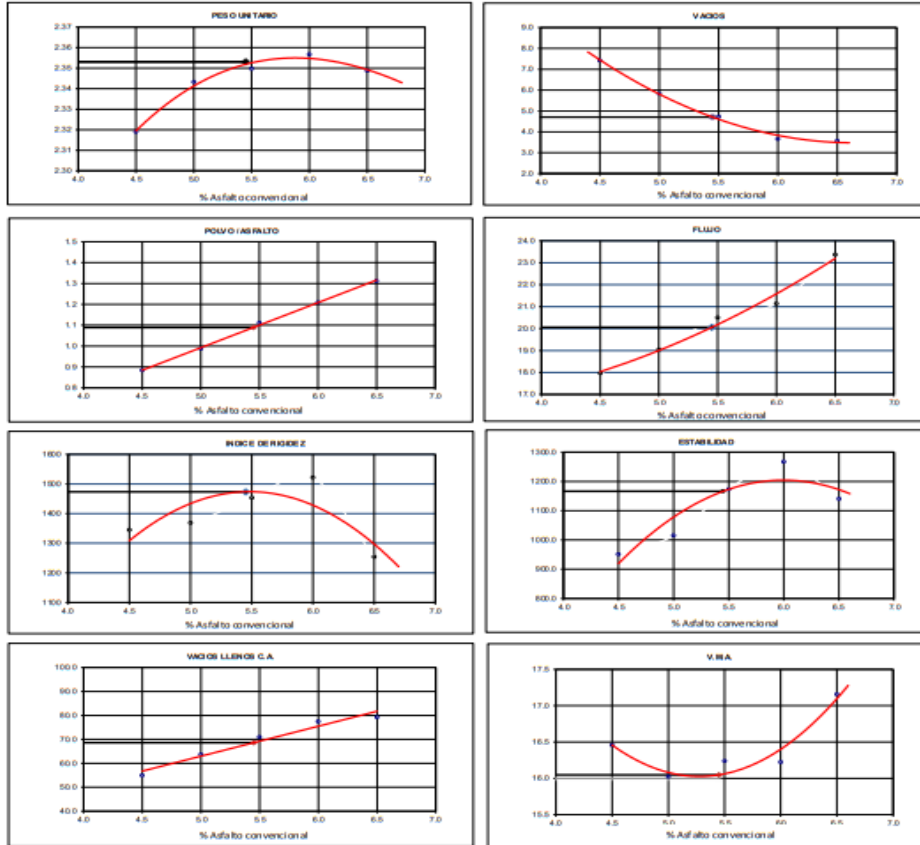 PESO UNITARIO
2.37
2.36
2.35
2.34
2.33
2.32
2.31
2.30
4.0 4.5 5.0 5.5 6.0 6.5 7.0
% Asfalto convencional
VACIOS
9.0
8.0
7.0
6.0
5.0
4.0
3.0
2.0
4.0 4.5 5.0 5.5 6.0 6.5 7.0
% Asfalto convencional
POLVO / ASFALTO
1.5
1.4
1.3
1.2
1.1
1.0
0.9
0.8
4.0 4.5 5.0 5.5 6.0 6.5 7.0
% Asfalto convencional
FLUJO
24.0
23.0
22.0
21.0
20.0
19.0
18.0
17.0
4.0 4.5 5.0 5.5 6.0 6.5 7.0
% Asfalto convencional
INDICE DE RIGIDEZ
1600
1500
1400
1300
1200
1100
4.0 4.5 5.0 5.5 6.0 6.5 7.0
% Asfalto convencional
ESTABILIDAD
1300.0
1200.0
1100.0
1000.0
900.0
800.0
4.0 4.5 5.0 5.5 6.0 6.5 7.0
% Asfalto convencional
VACIOS LLENOS C.A.
100.0
90.0
80.0
70.0
60.0
50.0
40.0
4.0 4.5 5.0 5.5 6.0 6.5 7.0
% Asfalto convencional
V.M.A.
17.5
17.0
16.5
16.0
15.5
4.0 4.5 5.0 5.5 6.0 6.5 7.0
% Asfalto convencional